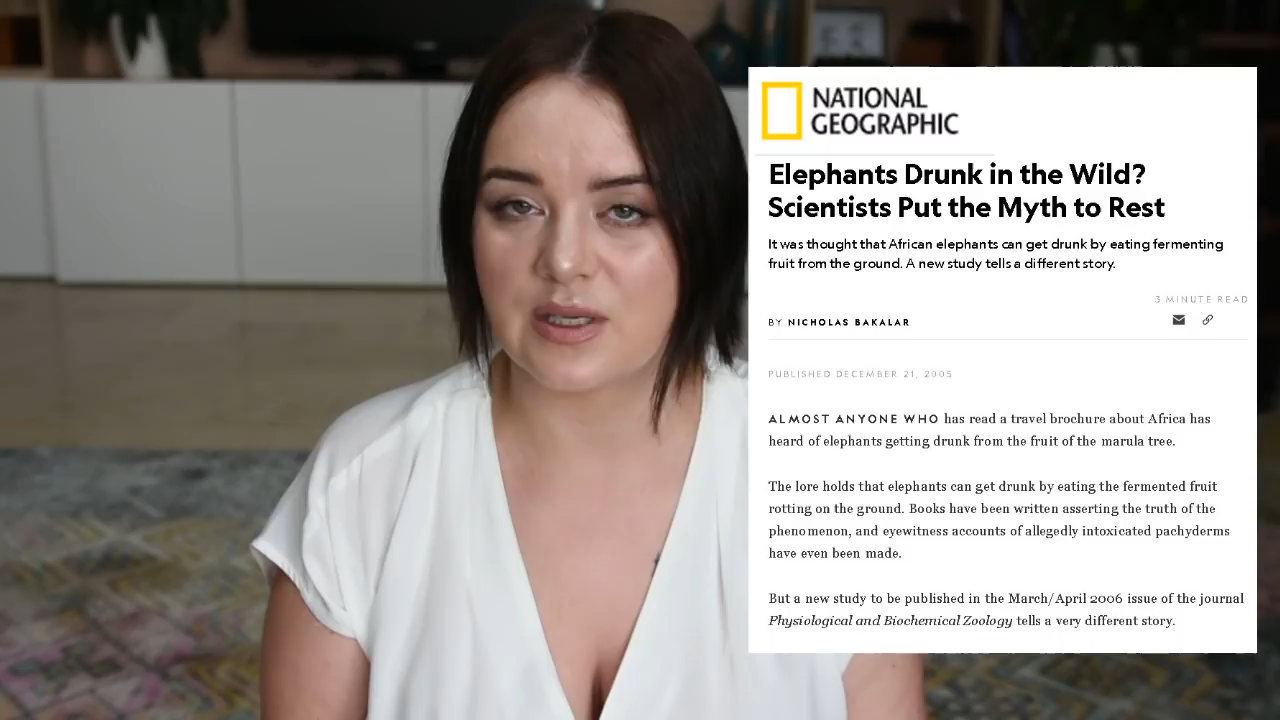 NATIONAL
GEOGRAPHIC
Elephants Drunk in the Wild?
Scientists Put the Myth to Rest
It was thought that African elephants can get drunk by eating fermenting
fruit from the ground. A new study tells a different story.
3 MINUTE READ
BY NICHOLAS BAKALAR
PUBLISHED DECEMBER 21, 2005
ALMOST ANYONE WHO has read a travel brochure about Africa has
heard of elephants getting drunk from the fruit of the marula tree.
The lore holds that elephants can get drunk by eating the fermented fruit
rotting on the ground. Books have been written asserting the truth of the
phenomenon, and eyewitness accounts of allegedly intoxicated pachyderms
have even been made.
But a new study to be published in the March/April 2006 issue of the journal
Physiological and Biochemical Zoology tells a very different story.